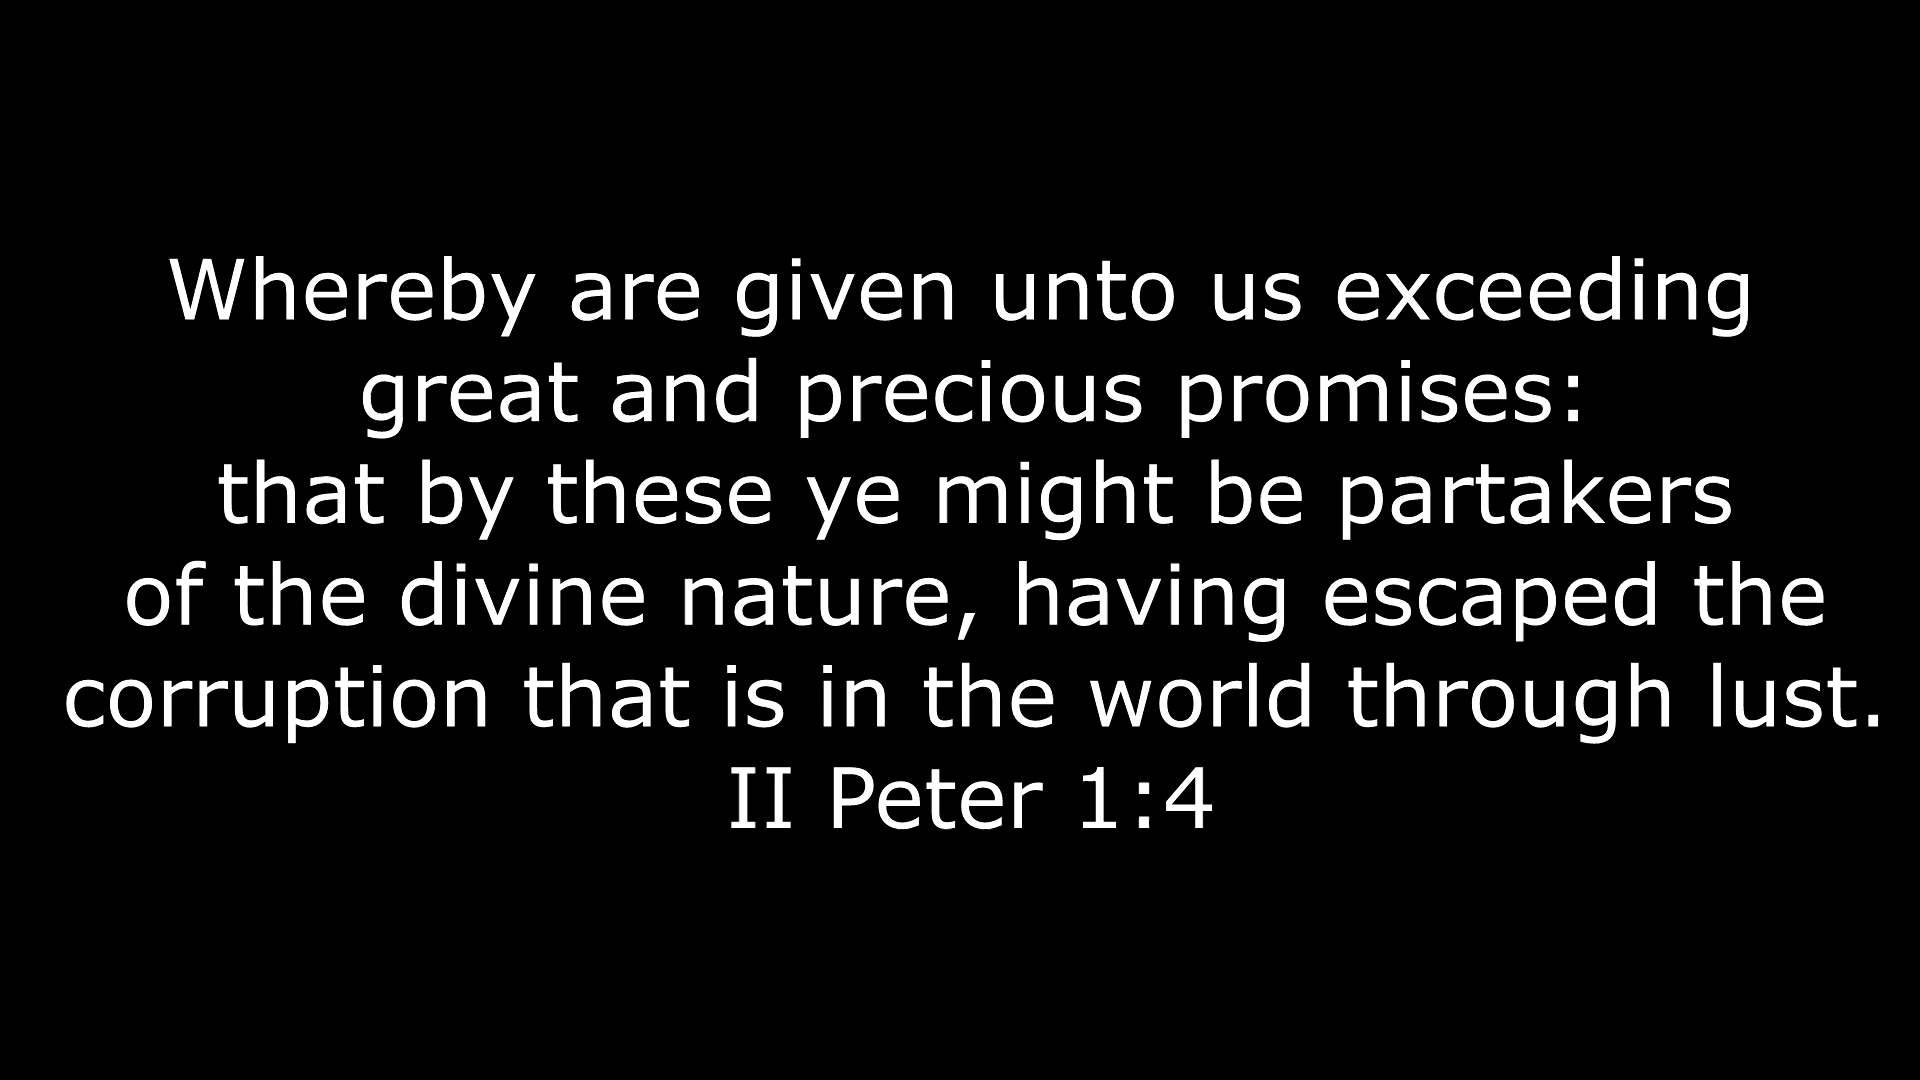 Whereby are given unto us exceeding
great and precious promises:
that by these ye might be partakers
of the divine nature, having escaped the
corruption that is in the world through lust.
II Peter 1:4